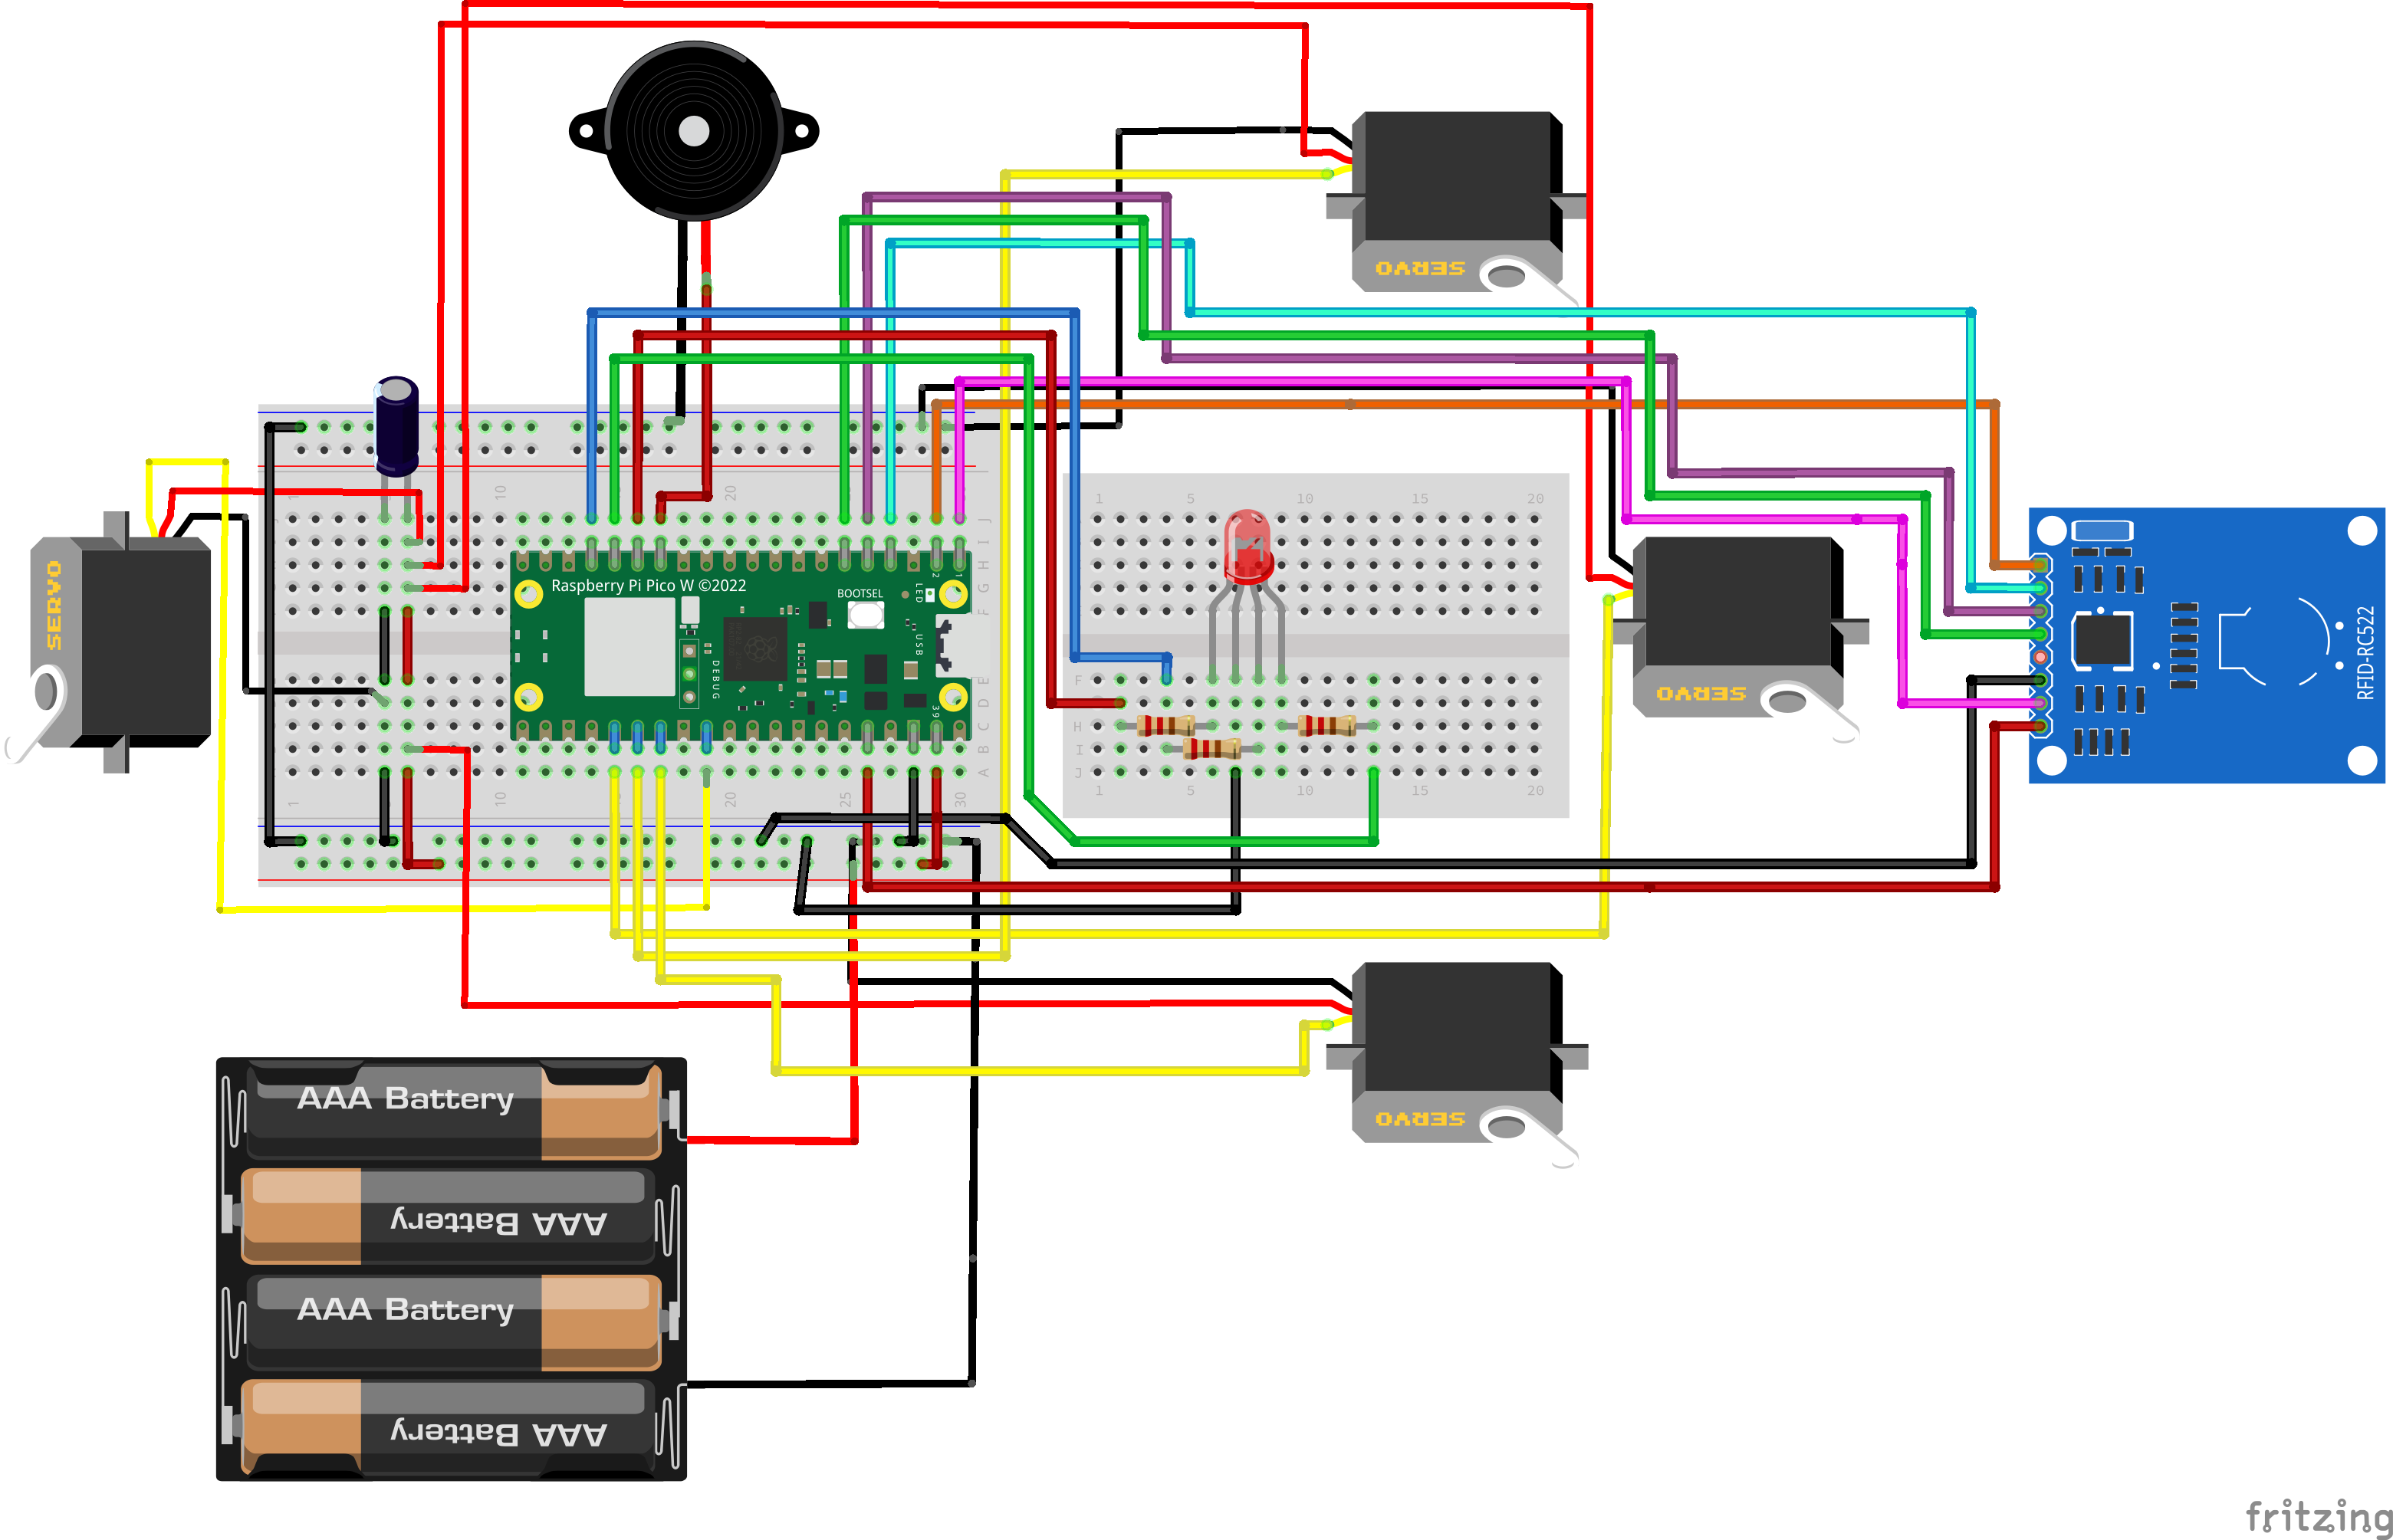 SERVO
1
10
20
J
I
H
G
F
Raspberry Pi Pico W ©2022
BOOTSEL
LED
2
1
USB
DEBUG
39
E
D
C
B
A
1
10
20
25
30
1
5
10
15
20
F
H
I
J
1
5
10
15
20
SERVO
RFID-RC522
SERVO
SERVO
AAA Battery
AAA Battery
AAA Battery
AAA Battery
fritzing